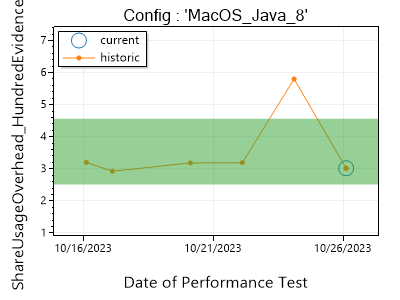 Config : 'MacOS_Java_8'
ShareUsageOverhead_HundredEvidence
current
historic
7
6
5
4
3
2
1
10/16/2023
10/21/2023
10/26/2023
Date of Performance Test